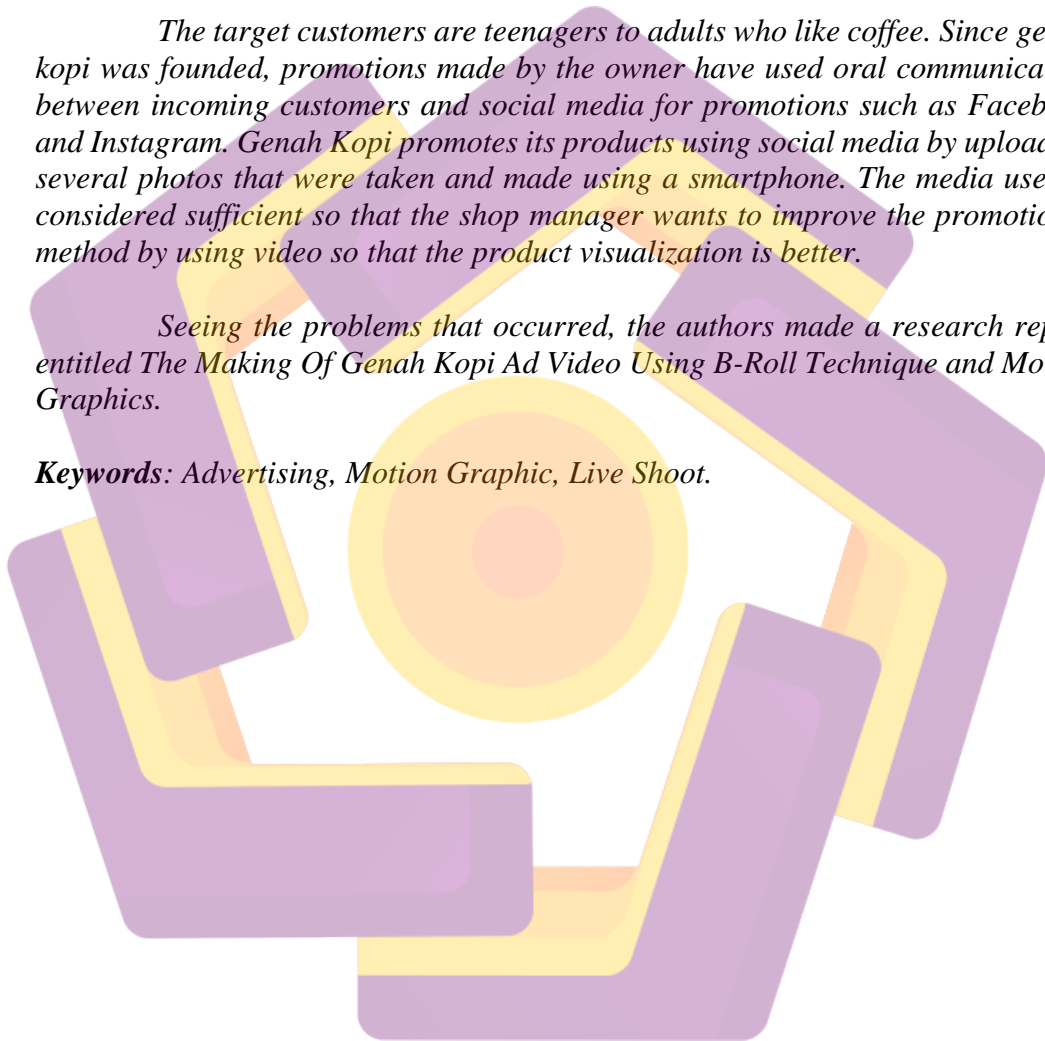 The target customers are teenagers to adults who like coffee. Since ge
kopi was founded, promotions made by the owner have used oral communica
between incoming customers and social media for promotions such as Faceb
and Instagram. Genah Kopi promotes its products using social media by upload
several photos that were taken and made using a smartphone. The media use
considered sufficient so that the shop manager wants to improve the promotio
method by using video so that the product visualization is better.
Seeing the problems that occurred, the authors made a research rep
entitled The Making Of Genah Kopi Ad Video Using B-Roll Technique and Mo
Graphics.
Keywords: Advertising, Motion Graphic, Live Shoot.